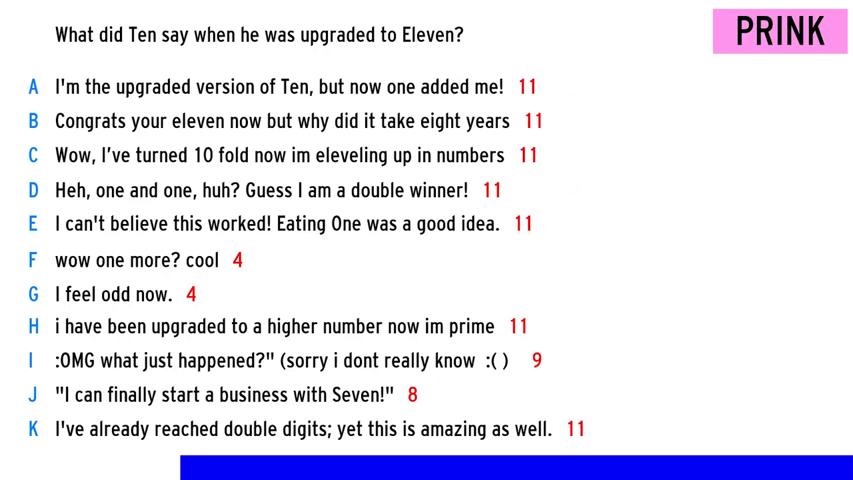 What did Ten say when he was upgraded to Eleven?
PRINK
A I'm the upgraded version of Ten, but now one added me! 11
B Congrats your eleven now but why did it take eight years 11
C Wow, I've turned 10 fold now im eleveling up in numbers 11
D Heh, one and one, huh? Guess I am a double winner! 11
E I can't believe this worked! Eating One was a good idea. 11
F wow one more? cool 4
G I feel odd now. 4
H i have been upgraded to a higher number now im prime 11
I :OMG what just happened?" (sorry i dont really know :( ) 9
J "I can finally start a business with Seven!" 8
K I've already reached double digits; yet this is amazing as well. 11